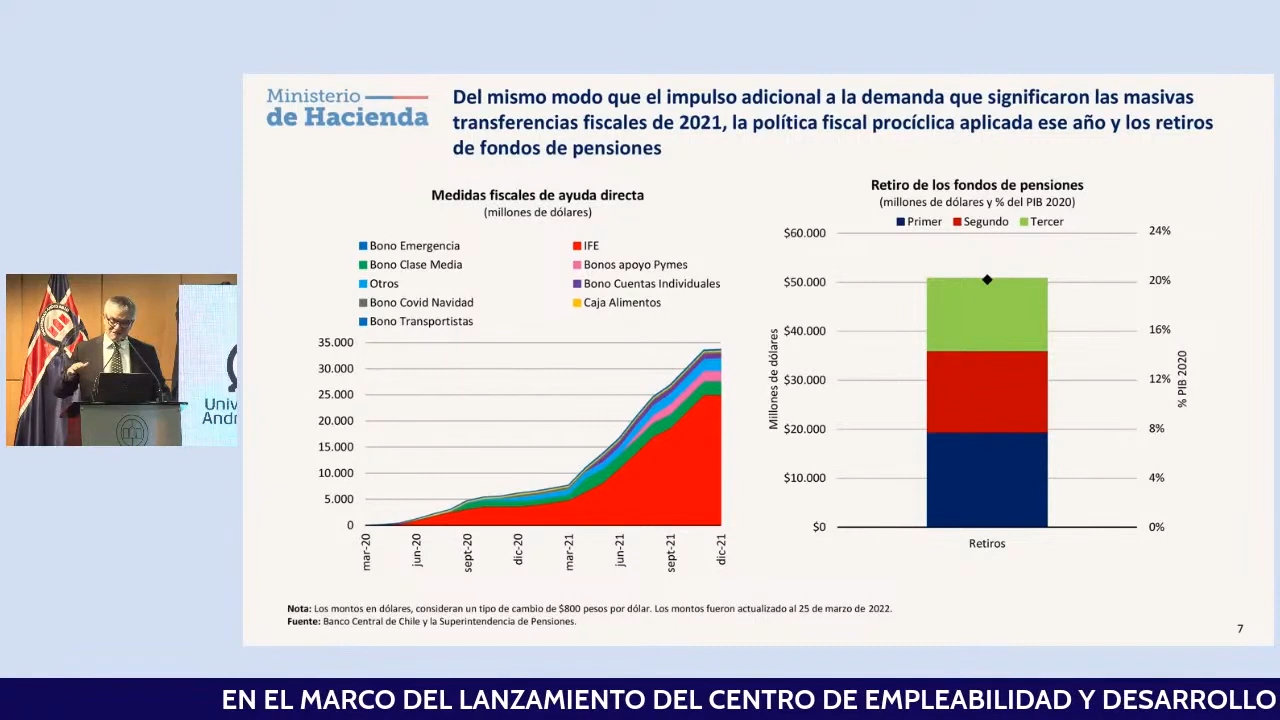 Ministerio
de Hacienda
Del mismo modo que el impulso adicional a la demanda que significaron las masivas
transferencias fiscales de 2021, la política fiscal procíclica aplicada ese año y los retiros
de fondos de pensiones
Medidas fiscales de ayuda directa
(millones de dólares)
Bono Emergencia
IFE
Bono Clase Media
Bonos apoyo Pymes
Otros
Bono Cuentas Individuales
Bono Covid Navidad
Caja Alimentos
Bono Transportistas
35.000
30.000
25.000
20.000
15.000
10.000
5.000
0
mar-20
jun-20
sept-20
dic-20
mar-21
jun-21
sept-21
dic-21
Retiro de los fondos de pensiones
(millones de dólares y % del PIB 2020)
Primer Segundo Tercer
Millones de dólares
$60.000
$50.000
$40.000
$30.000
$20.000
$10.000
$0
24%
20%
16%
12%
8%
4%
0%
% PIB 2020
Retiros
Nota: Los montos en dólares, consideran un tipo de cambio de $800 pesos por dólar. Los montos fueron actualizado al 25 de marzo de 2022.
Fuente: Banco Central de Chile y la Superintendencia de Pensiones.
7
Univ
Andr
EN EL MARCO DEL LANZAMIENTO DEL CENTRO DE EMPLEABILIDAD Y DESARROLLO